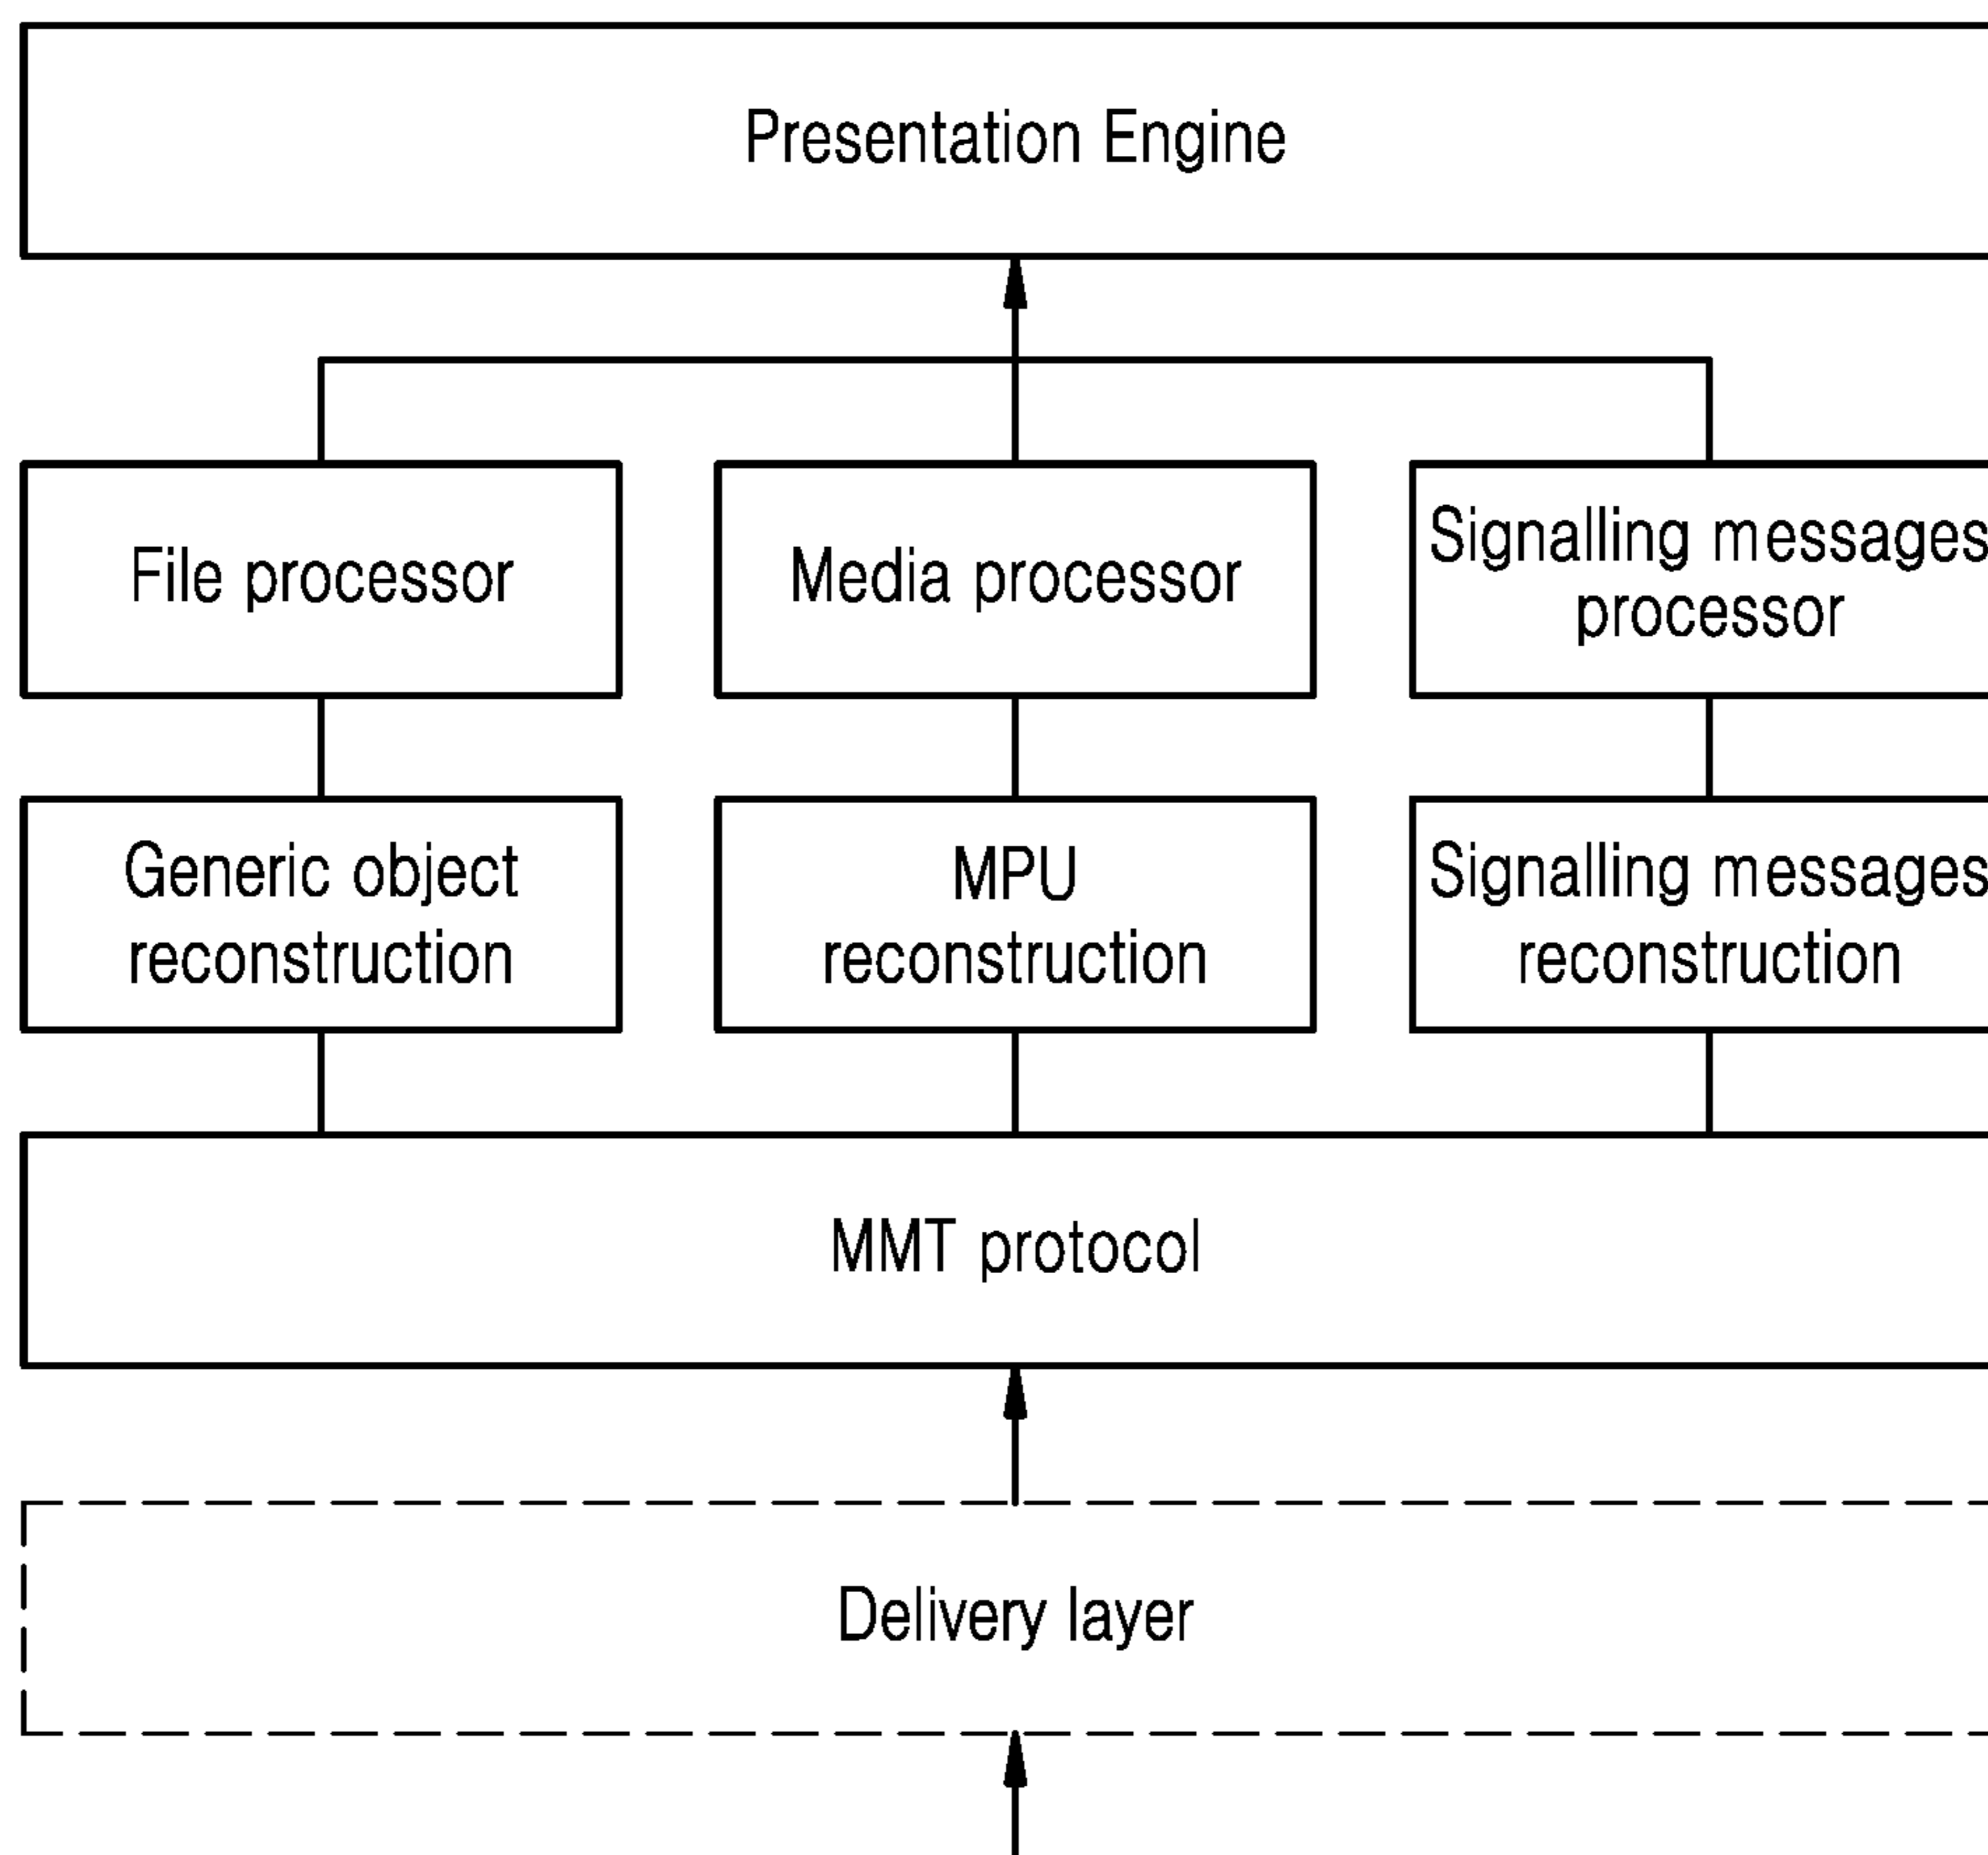 Presentation Engine
File processor
Media processor
Signalling messages
processor
Generic object
reconstruction
MPU
reconstruction
Signalling messages
reconstruction
MMT protocol
Delivery layer